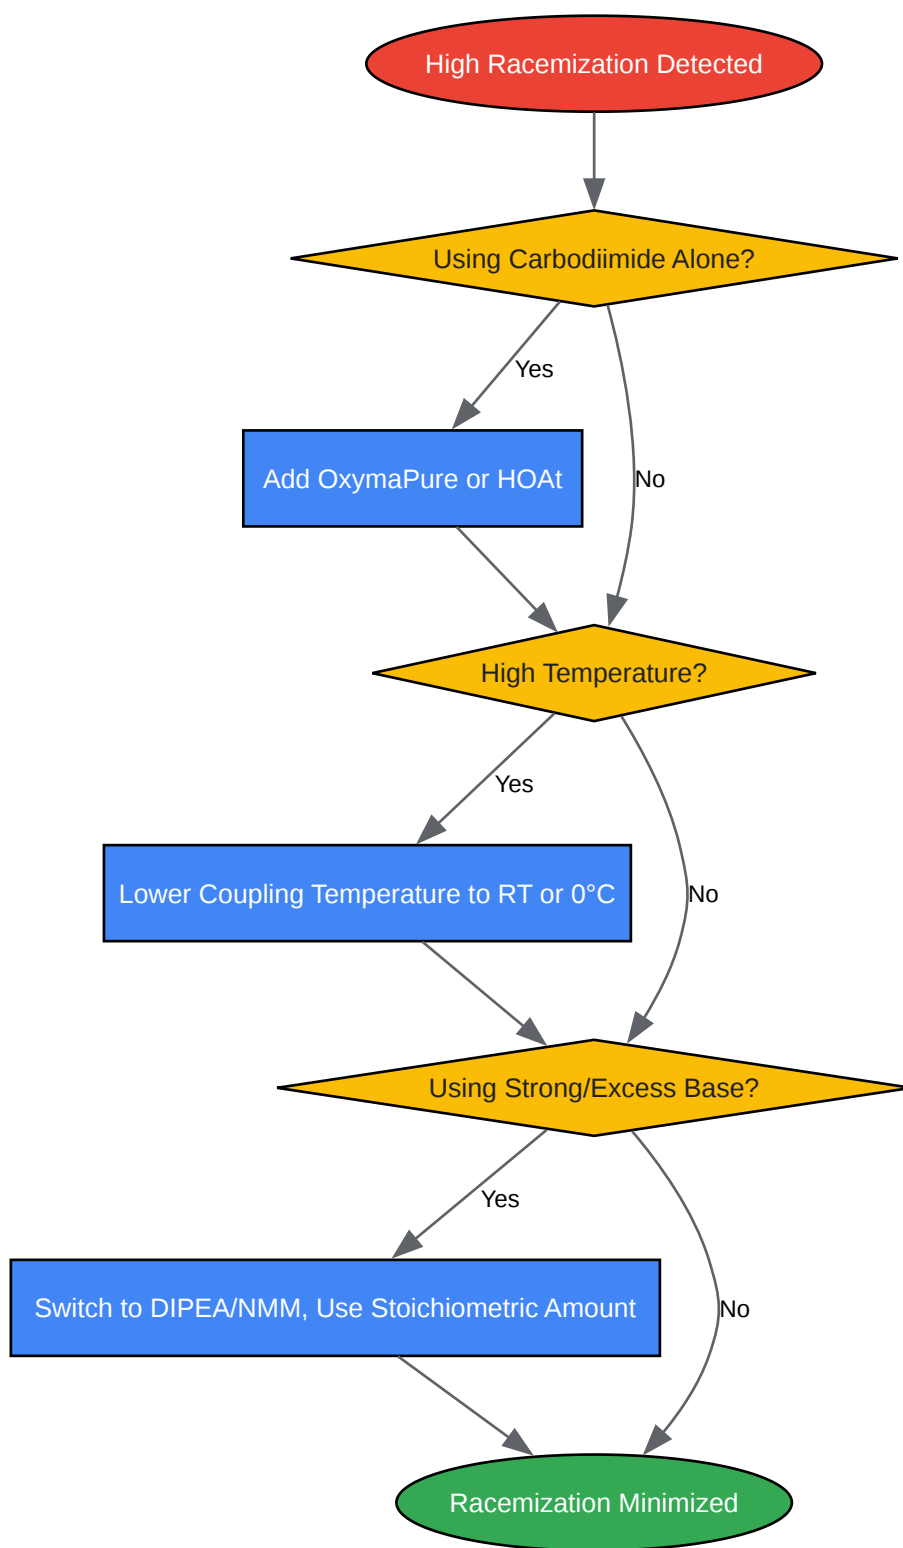 High Racemization Detected
Using Carbodiimide Alone?
Yes
Add OxymaPure or HOAt
No
High Temperature?
Yes
Lower Coupling Temperature to RT or 0°C
No
Using Strong/Excess Base?
Yes
Switch to DIPEA/NMM, Use Stoichiometric Amount
No
Racemization Minimized